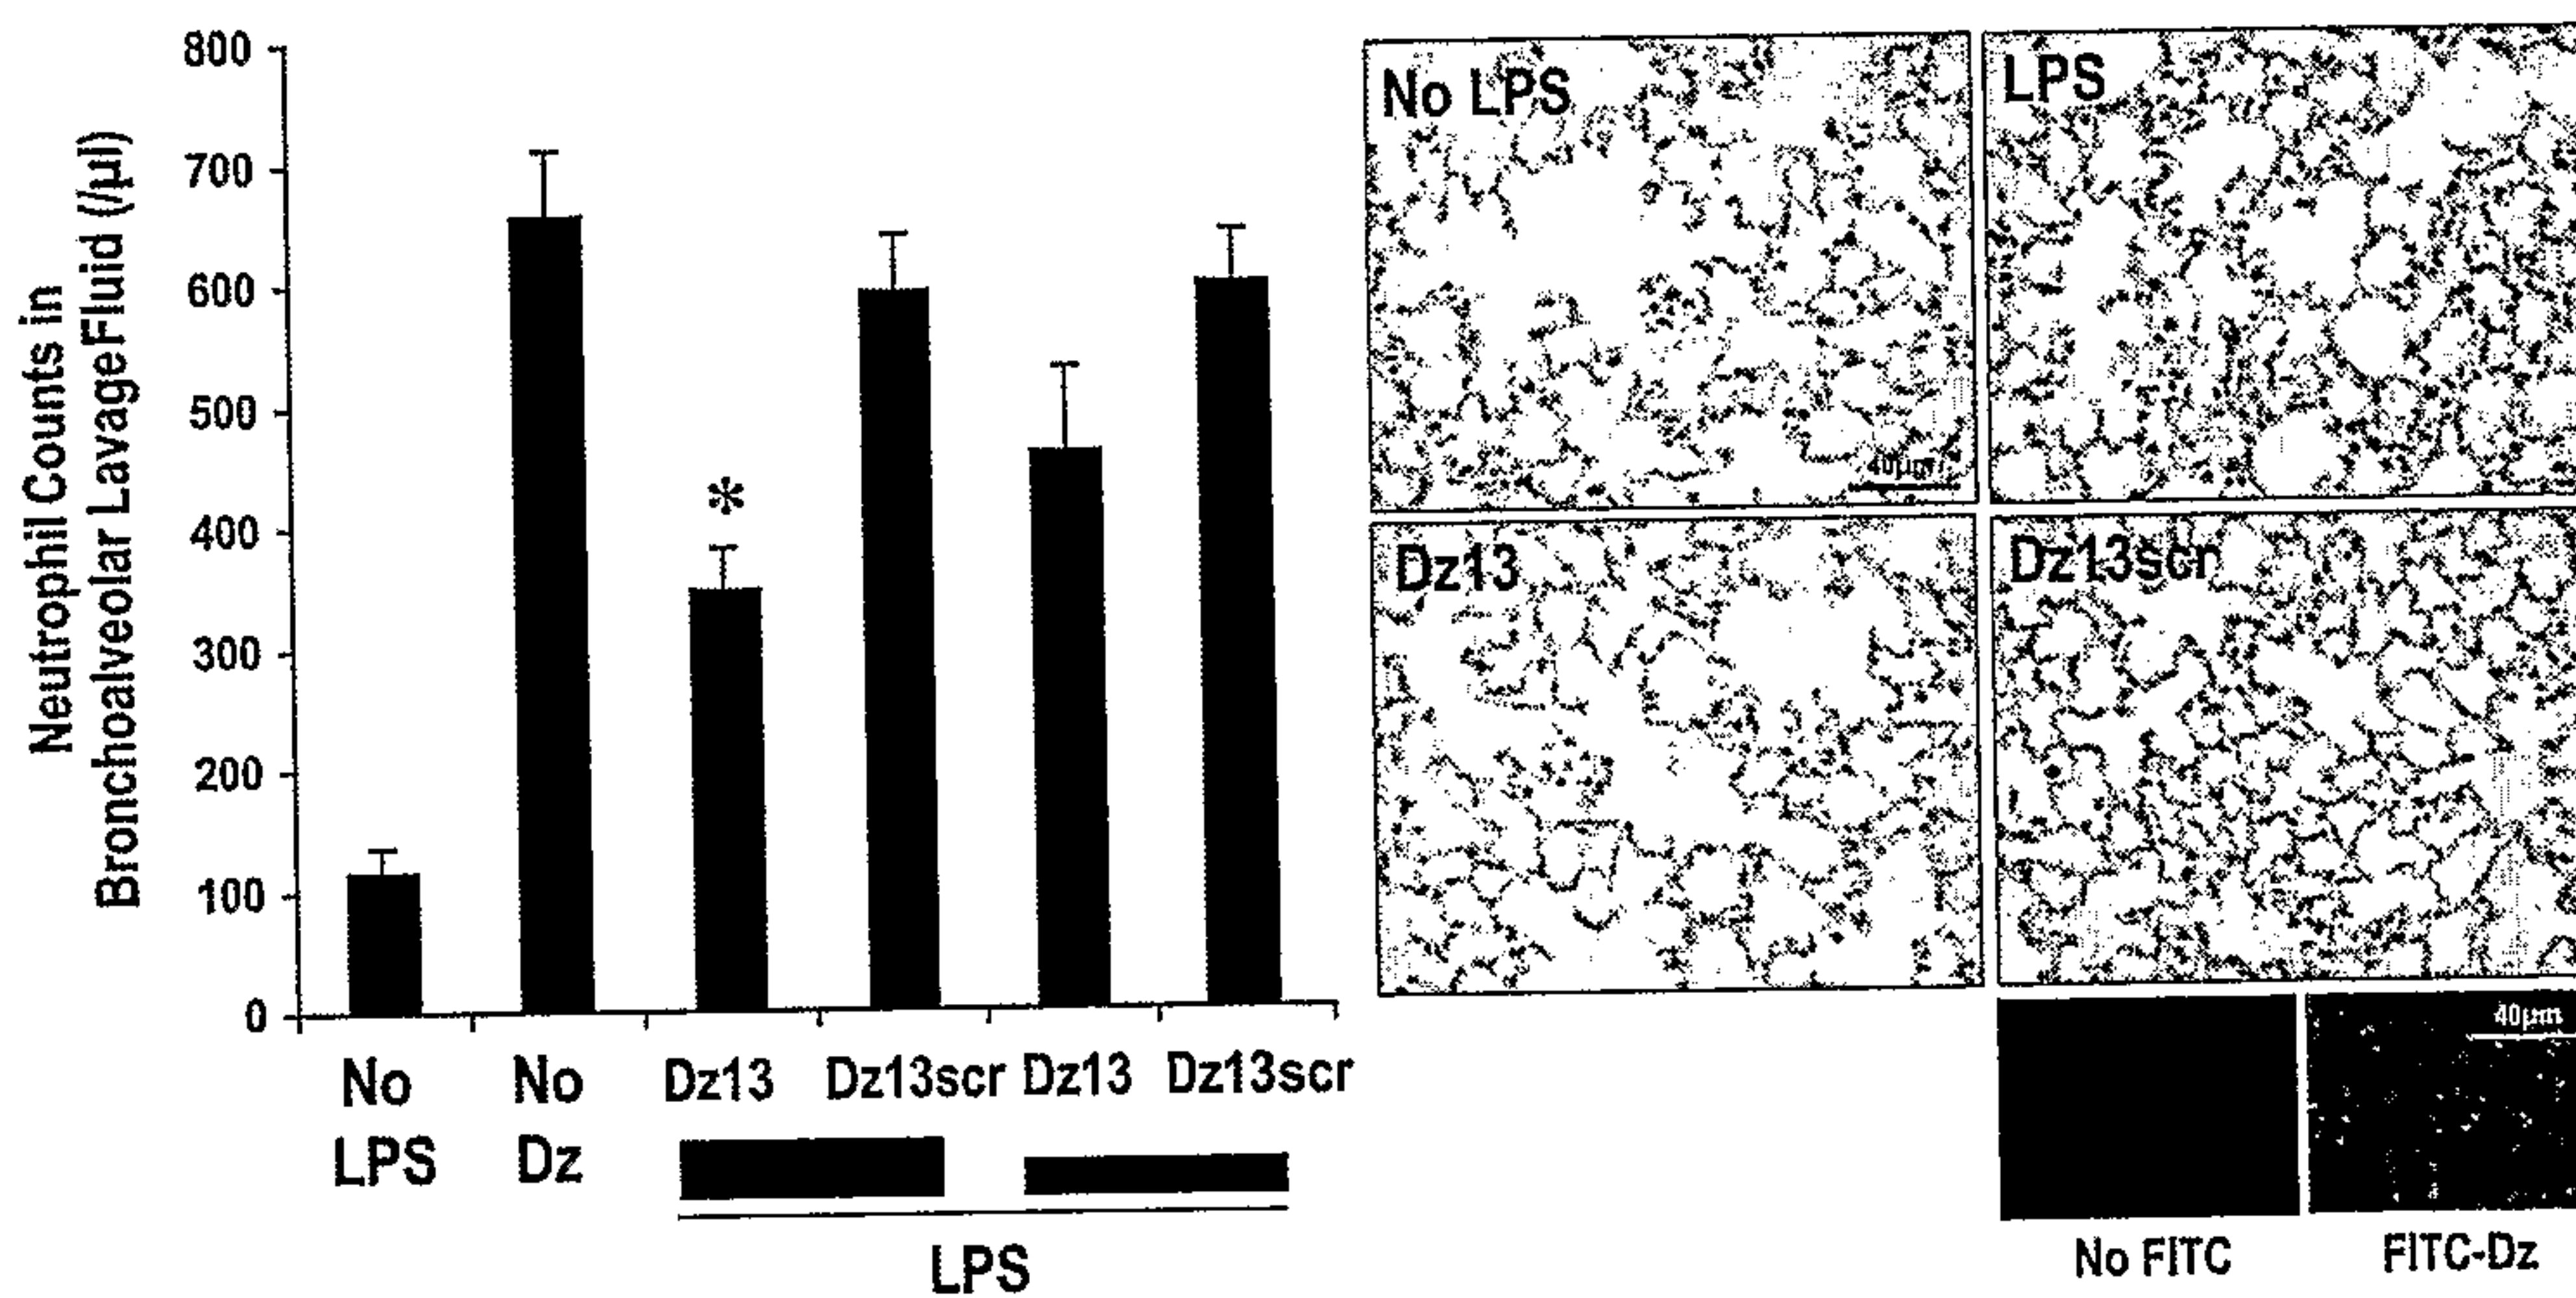 Neutrophil Counts in
Bronchoalveolar LavageFluid (/µl)
800
700
600
500
400
300
200
100
0
*
No LPS
No Dz
Dz13
Dz13scr
Dz13
Dz13scr
LPS
No LPS
40µm
LPS
Dz13
Dz13scr
40µm
No FITC
FITC-Dz